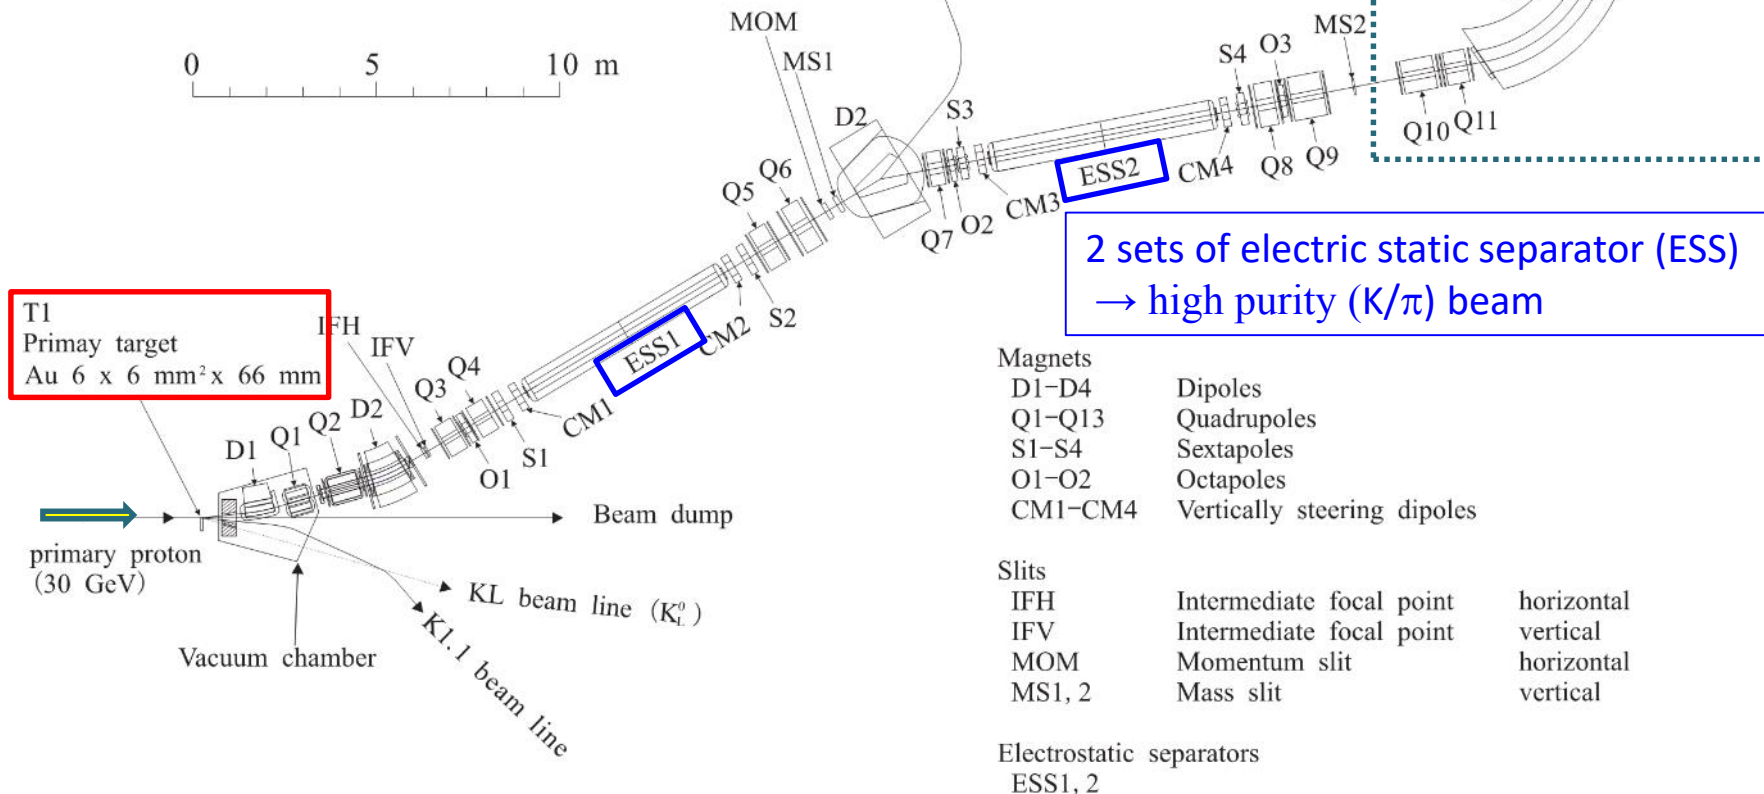 0 5 10 m
MOM
MS1
D2
S3
S4
O3
MS2
Q10
Q11
Q5
Q6
Q7
O2
CM3
ESS2
CM4
Q8
Q9
2 sets of electric static separator (ESS)
→ high purity (K/π) beam
T1
Primay target
Au 6 x 6 mm² x 66 mm
IFH
IFV
Q3
Q4
ESS1
CM2
S2
D1
Q1
Q2
D2
O1
S1
CM1
primary proton
(30 GeV)
Beam dump
KL beam line (K⁰L)
K1.1 beam line
Vacuum chamber
Magnets
D1-D4 Dipoles
Q1-Q13 Quadrupoles
S1-S4 Sextapoles
O1-O2 Octapoles
CM1-CM4 Vertically steering dipoles
Slits
IFH Intermediate focal point horizontal
IFV Intermediate focal point vertical
MOM Momentum slit horizontal
MS1, 2 Mass slit vertical
Electrostatic separators
ESS1, 2